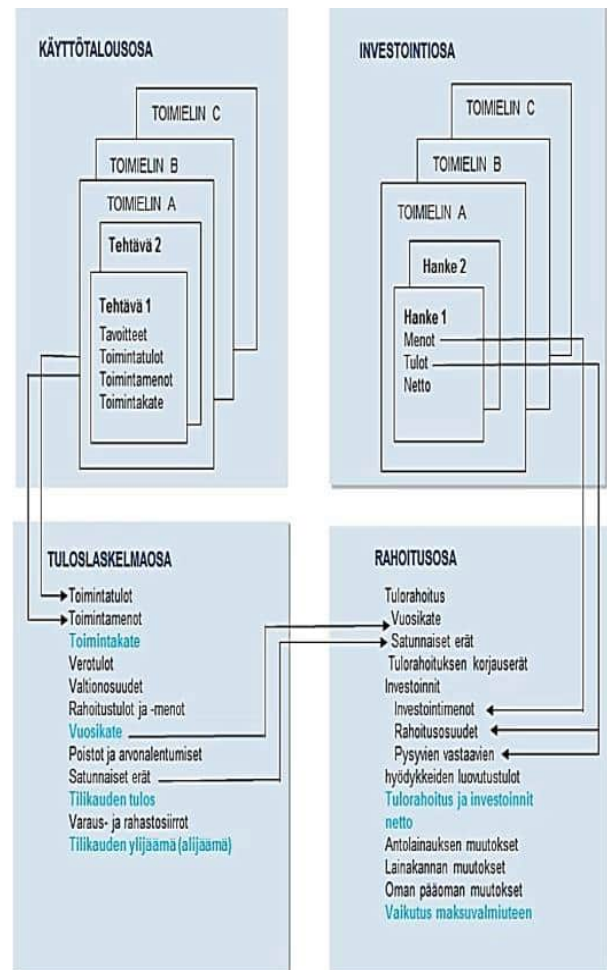 KÄYTTÖTALOUSOSA
TOIMIELIN C
TOIMIELIN B
TOIMIELIN A
Tehtävä 2
Tehtävä 1
Tavoitteet
Toimintatulot
Toimintamenot
Toimintakate
INVESTOINTIOSA
TOIMIELIN C
TOIMIELIN B
TOIMIELIN A
Hanke 2
Hanke 1
Menot
Tulot
Netto
TULOSLASKELMAOSA
Toimintatulot
Toimintamenot
Toimintakate
Verotulot
Valtionosuudet
Rahoitustulot ja -menot
Vuosikate
Poistot ja arvonalentumiset
Satunnaiset erät
Tilikauden tulos
Varaus- ja rahastosiirrot
Tilikauden ylijäämä (alijäämä)
RAHOITUSOSA
Tulorahoitus
Vuosikate
Satunnaiset erät
Tulorahoituksen korjauserät
Investoinnit
Investointimenot
Rahoitusosuudet
Pysyvien vastaavien
hyödykkeiden luovutustulot
Tulorahoitus ja investoinnit
netto
Antolainauksen muutokset
Lainakannan muutokset
Oman pääoman muutokset
Vaikutus maksuvalmiuteen